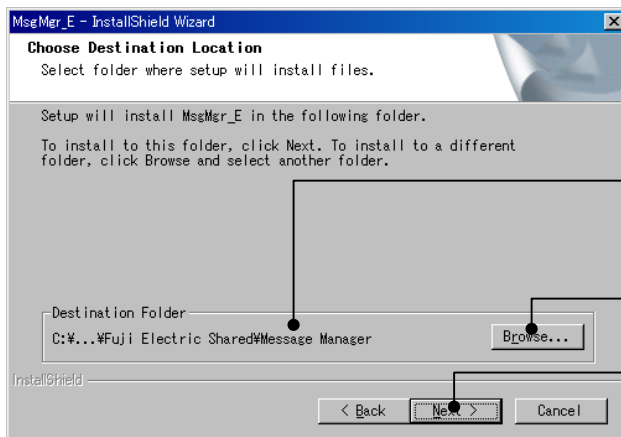 MsgMgr_E - InstallShield Wizard
Choose Destination Location
Select folder where setup will install files.
Setup will install MsgMgr_E in the following folder.
To install to this folder, click Next. To install to a different
folder, click Browse and select another folder.
Destination Folder
C:¥...¥Fuji Electric Shared¥Message Manager
Browse...
InstallShield
< Back
Next >
Cancel